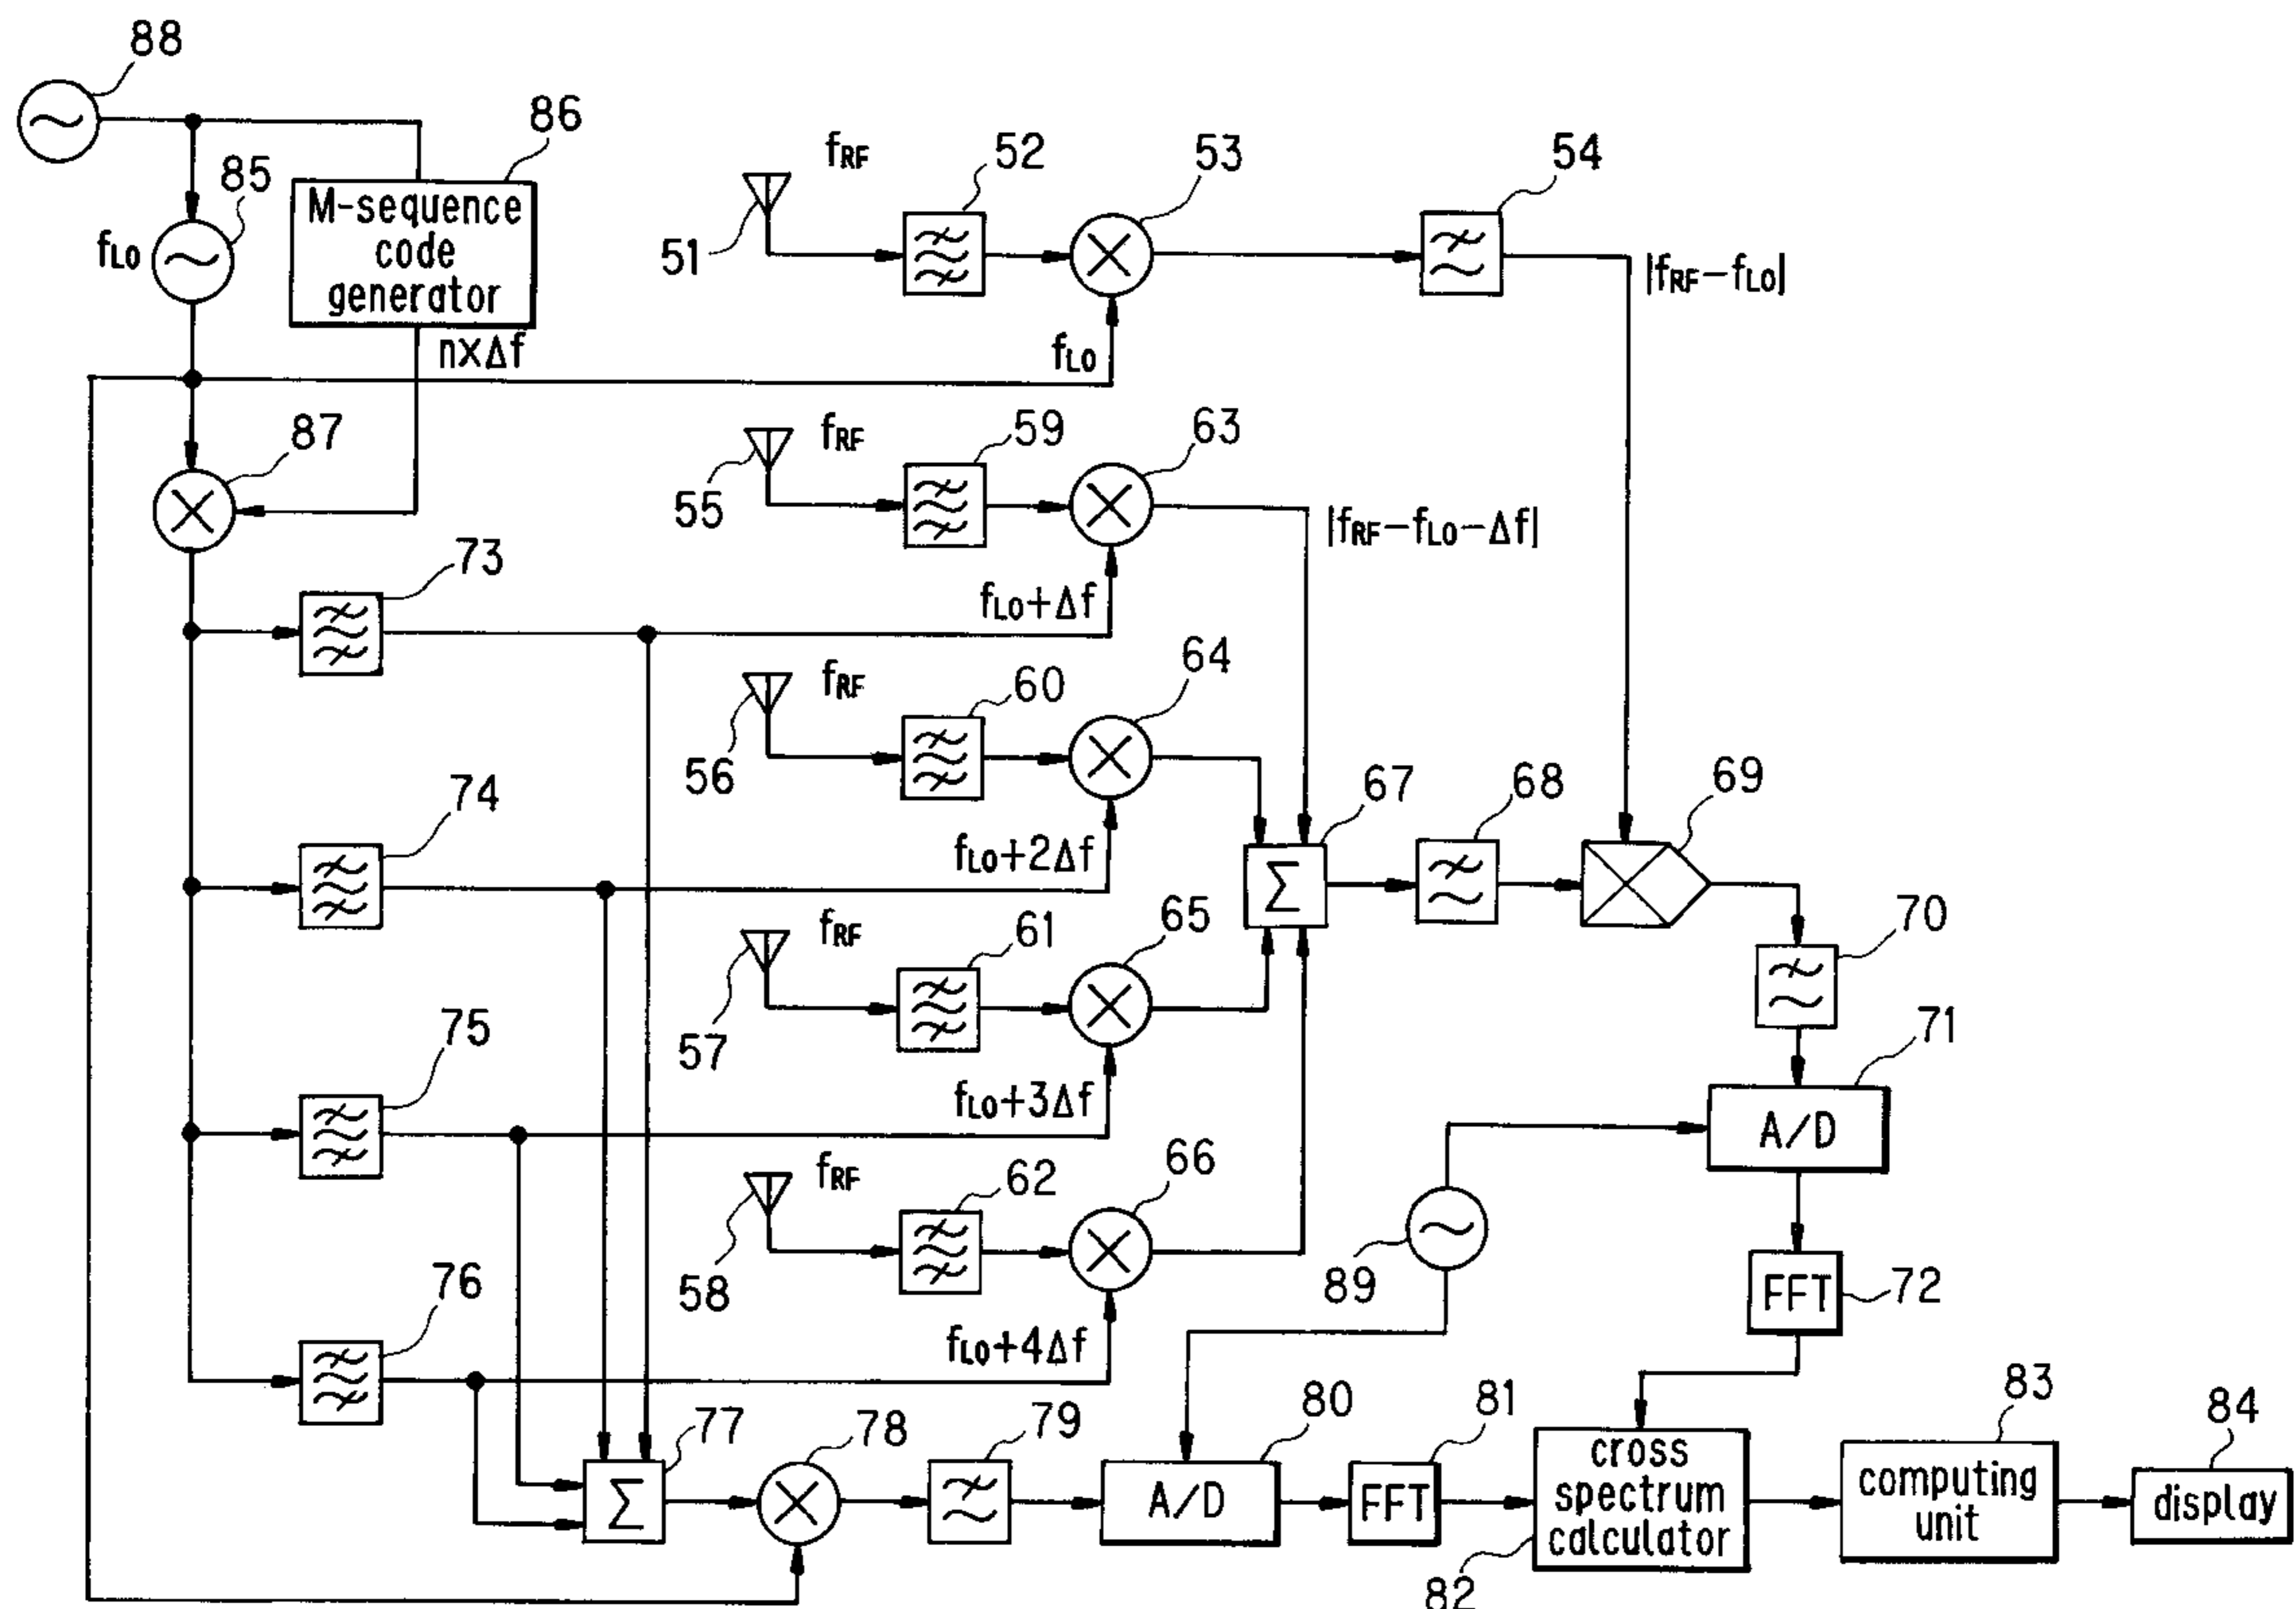 88
86
85
M-sequence
code
generator
fLO
n×Δf
87
fRF
52
53
54
51
|fRF−fLO|
fLO
fRF
59
63
55
|fRF−fLO−Δf|
73
fLO+Δf
fRF
60
64
56
74
fLO+2Δf
67
68
69
fRF
61
65
57
70
75
fLO+3Δf
71
A/D
fRF
62
66
58
89
FFT
72
76
fLO+4Δf
77
Σ
Σ
78
79
80
A/D
81
FFT
cross
spectrum
calculator
82
83
computing
unit
84
display